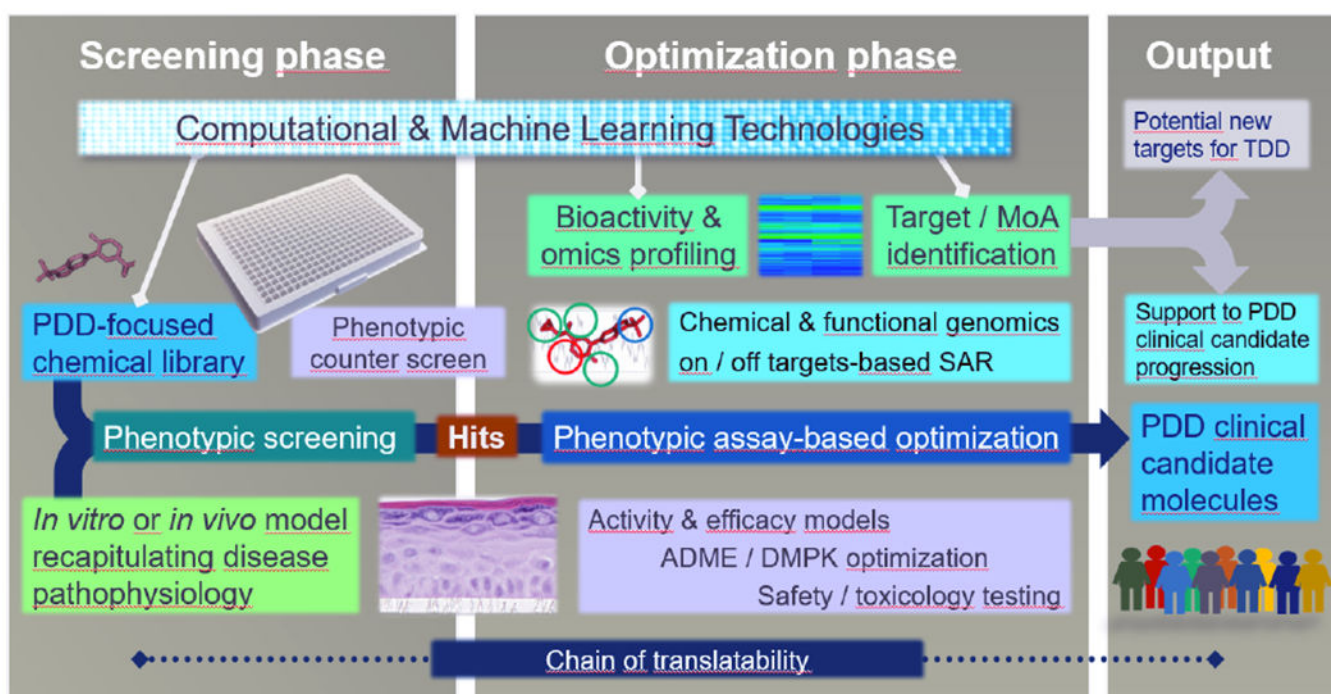 Screening phase
Optimization phase
Output
Computational & Machine Learning Technologies
Potential new
targets for TDD
Bioactivity &
omics profiling
Target / MoA
identification
PDD-focused
chemical library
Phenotypic
counter screen
Chemical & functional genomics
on / off targets-based SAR
Support to PDD
clinical candidate
progression
Phenotypic screening
Hits
Phenotypic assay-based optimization
PDD clinical
candidate
molecules
In vitro or in vivo model
recapitulating disease
pathophysiology
Activity & efficacy models
ADME / DMPK optimization
Safety / toxicology testing
Chain of translatability